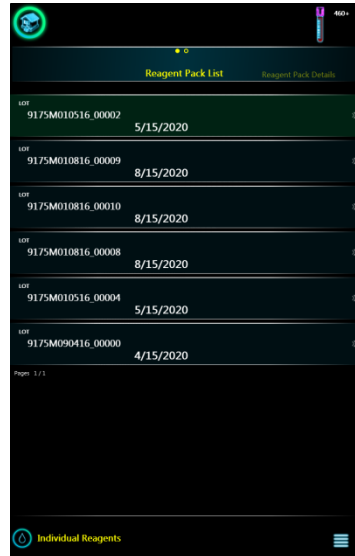 460+
Reagent Pack List
Reagent Pack Details
LOT
9175M010516_00002
5/15/2020
LOT
9175M010816_00009
8/15/2020
LOT
9175M010816_00010
8/15/2020
LOT
9175M010816_00008
8/15/2020
LOT
9175M010516_00004
5/15/2020
LOT
9175M090416_00000
4/15/2020
Pages 1/1
Individual Reagents